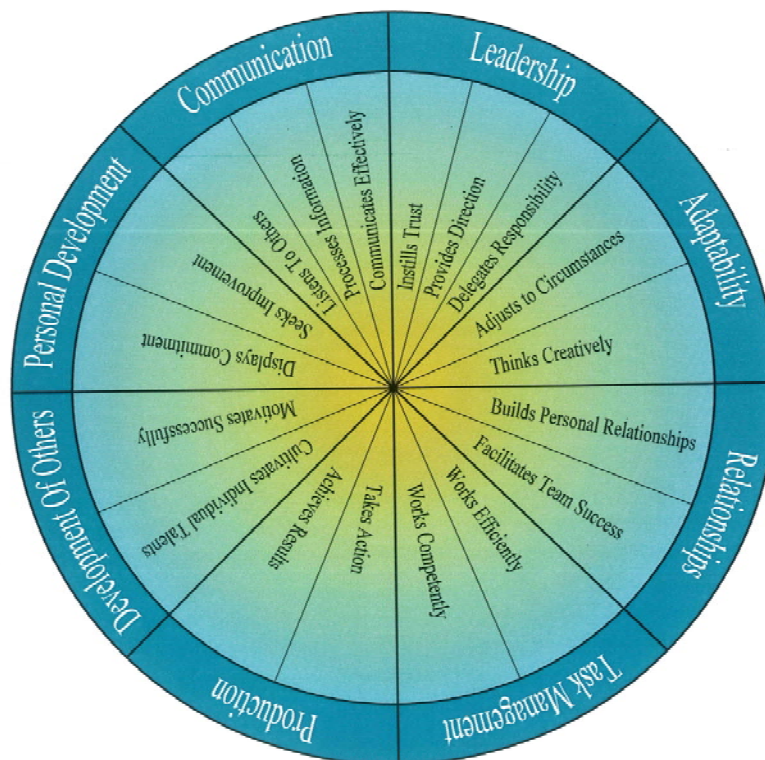 Leadership
Instills Trust
Provides Direction
Delegates Responsibility
Adaptability
Adjusts to Circumstances
Thinks Creatively
Relationships
Builds Personal Relationships
Facilitates Team Success
Task Management
Works Efficiently
Works Competently
Production
Takes Action
Achieves Results
Development Of Others
Cultivates Individual Talents
Motivates Successfully
Personal Development
Displays Commitment
Seeks Improvement
Communication
Listens To Others
Processes Information
Communicates Effectively